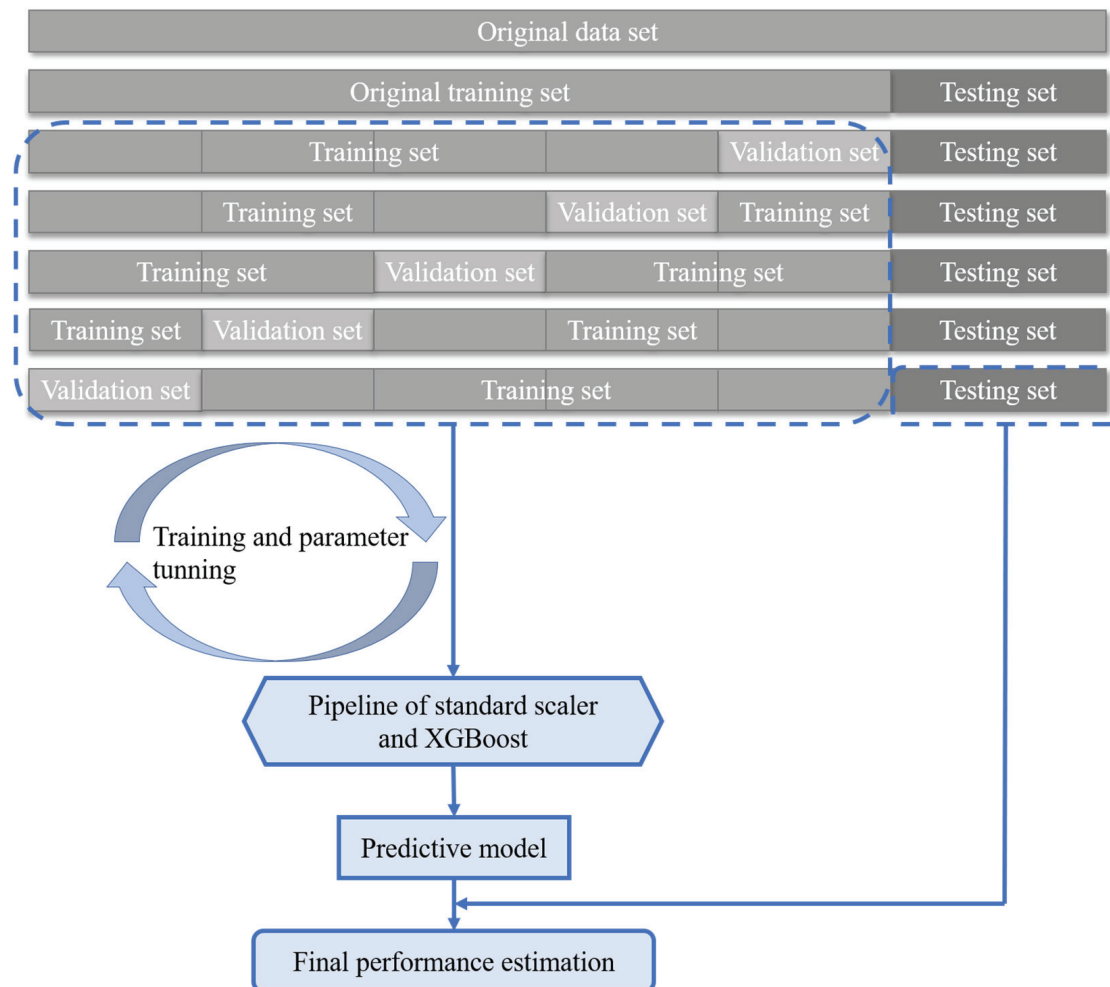 Original data set
Original training set Testing set
Training set Validation set Testing set
Training set Validation set Training set Testing set
Training set Validation set Training set Testing set
Training set Validation set Training set Testing set
Validation set Training set Testing set
Training and parameter
tunning
Pipeline of standard scaler
and XGBoost
Predictive model
Final performance estimation